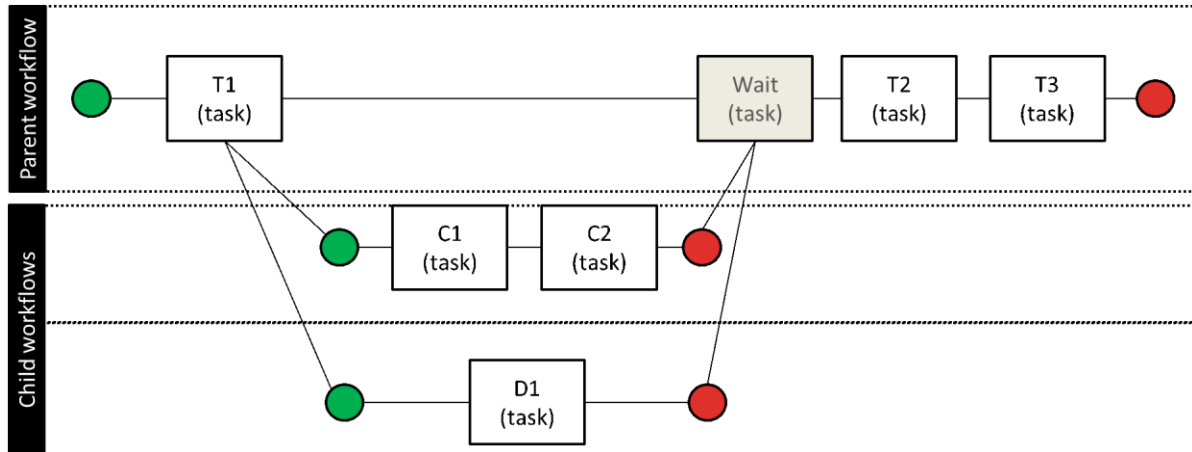 Parent workflow
T1
(task)
Wait
(task)
T2
(task)
T3
(task)
Child workflows
C1
(task)
C2
(task)
D1
(task)